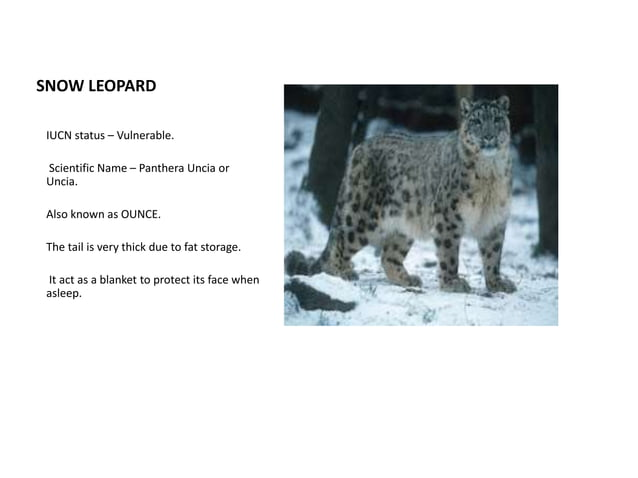 SNOW LEOPARD
IUCN status – Vulnerable.
Scientific Name – Panthera Uncia or
Uncia.
Also known as OUNCE.
The tail is very thick due to fat storage.
It act as a blanket to protect its face when
asleep.